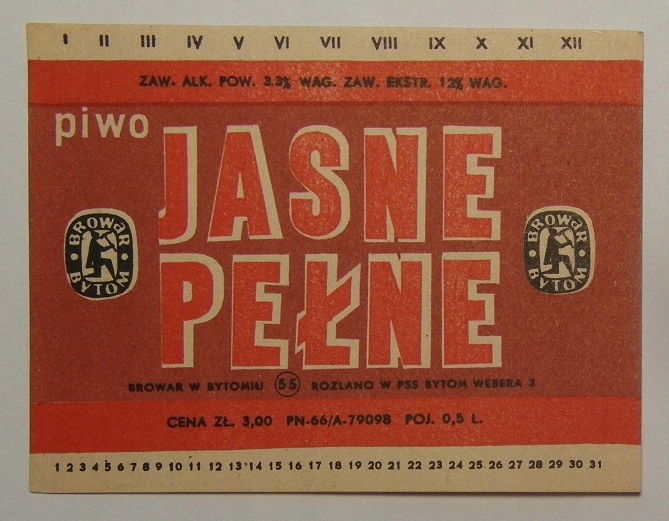 I II III IV V VI VII VIII IX X XI XII
ZAW. ALK. POW. 3.3% WAG. ZAW. EKSTR. 12% WAG.
piwo
JASNE
PEŁNE
BROWAR BYTOM
BROWAR BYTOM
BROWAR W BYTOMIU 55 ROZLANO W PSS BYTOM WEBERA 3
CENA ZŁ. 3,00 PN-66/A-79098 POJ. 0,5 L.
1 2 3 4 5 6 7 8 9 10 11 12 13 14 15 16 17 18 19 20 21 22 23 24 25 26 27 28 29 30 31